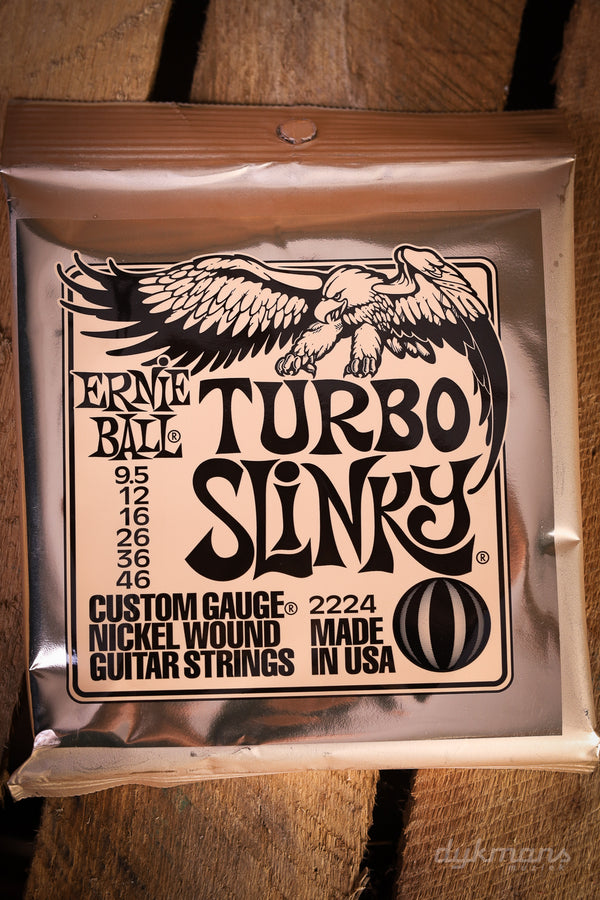 ERNIE
BALL®
TURBO
SLINKY®
9.5
12
16
26
36
46
CUSTOM GAUGE®
NICKEL WOUND
GUITAR STRINGS
2224
MADE
IN USA
dykmans